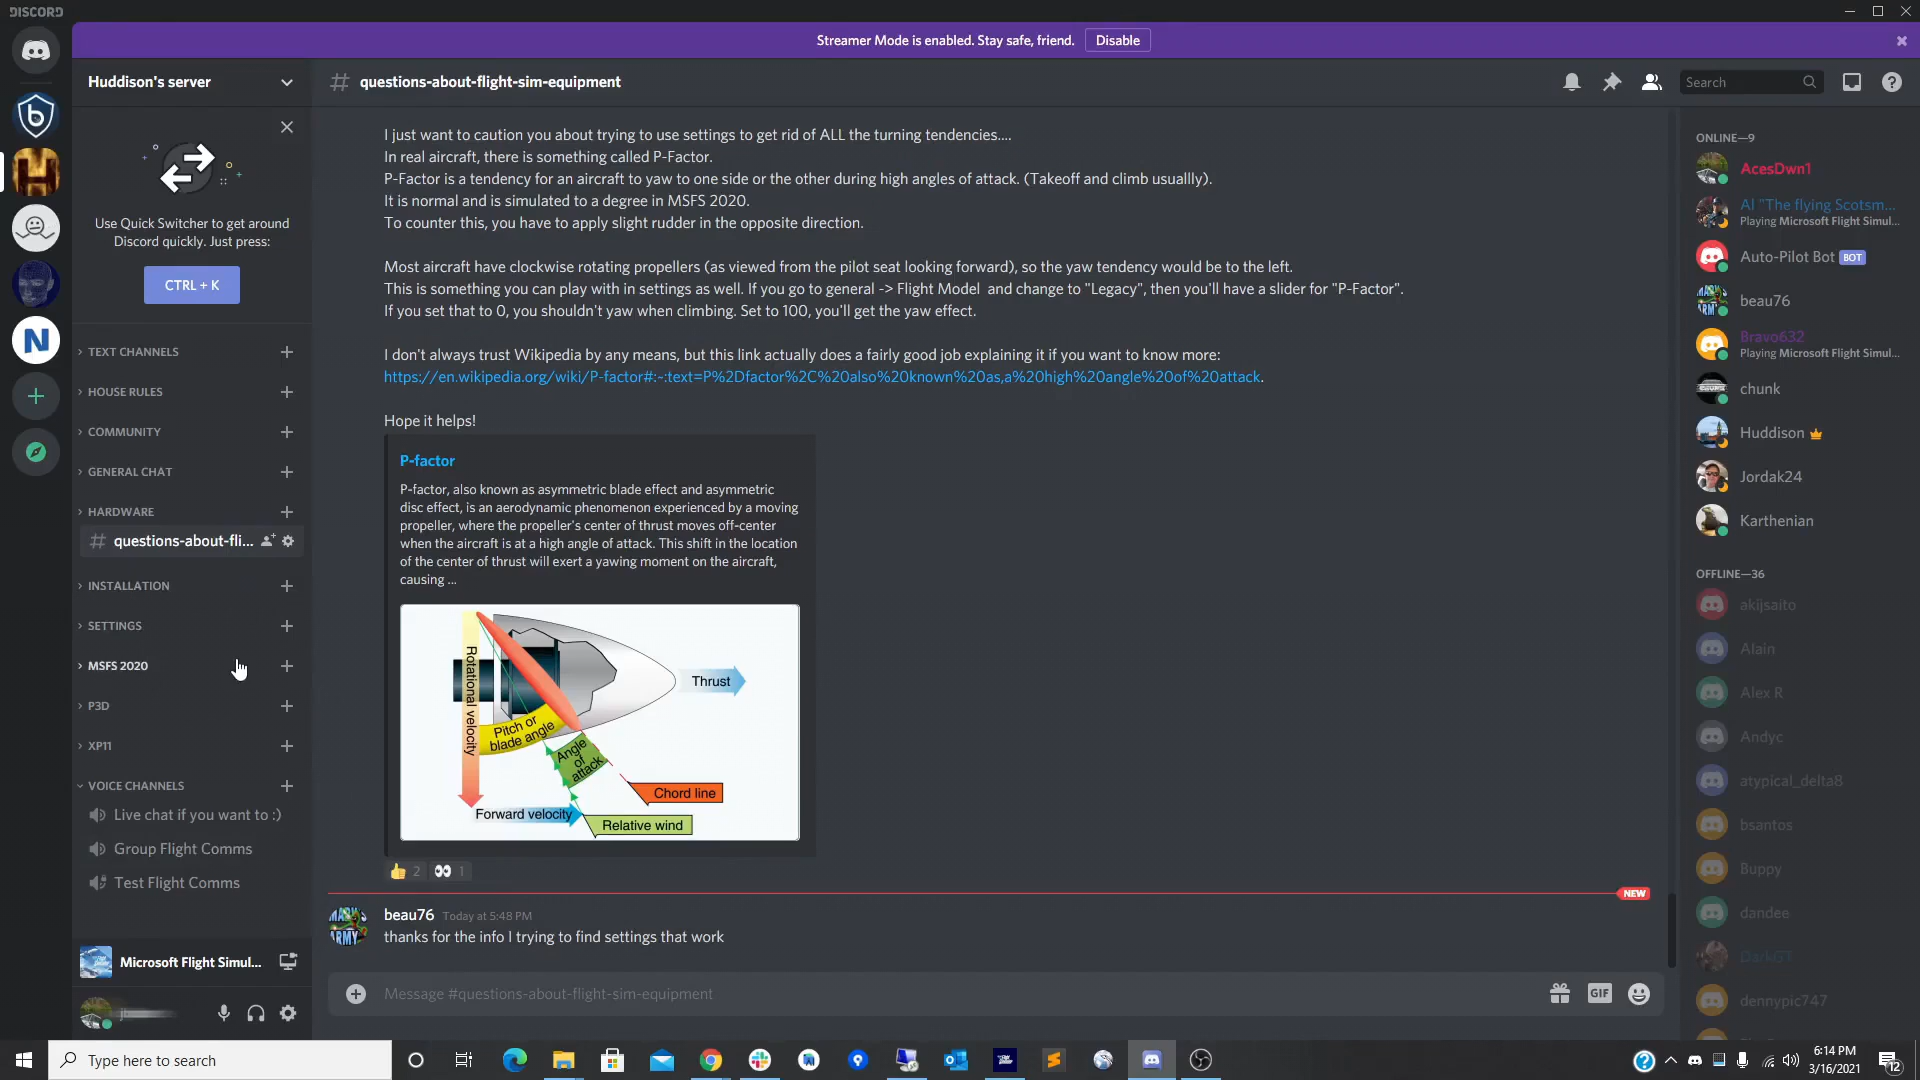 DISCORD
Streamer Mode is enabled. Stay safe, friend.
Disable
Huddison's server
questions-about-flight-sim-equipment
Search
Use Quick Switcher to get around
Discord quickly. Just press:
CTRL + K
TEXT CHANNELS
HOUSE RULES
COMMUNITY
GENERAL CHAT
HARDWARE
questions-about-fli...
INSTALLATION
SETTINGS
MSFS 2020
P3D
XP11
VOICE CHANNELS
Live chat if you want to :)
Group Flight Comms
Test Flight Comms
Microsoft Flight Simul...
I just want to caution you about trying to use settings to get rid of ALL the turning tendencies....
In real aircraft, there is something called P-Factor.
P-Factor is a tendency for an aircraft to yaw to one side or the other during high angles of attack. (Takeoff and climb usuallly).
It is normal and is simulated to a degree in MSFS 2020.
To counter this, you have to apply slight rudder in the opposite direction.
Most aircraft have clockwise rotating propellers (as viewed from the pilot seat looking forward), so the yaw tendency would be to the left.
This is something you can play with in settings as well. If you go to general -> Flight Model and change to "Legacy", then you'll have a slider for "P-Factor".
If you set that to 0, you shouldn't yaw when climbing. Set to 100, you'll get the yaw effect.
I don't always trust Wikipedia by any means, but this link actually does a fairly good job explaining it if you want to know more:
https://en.wikipedia.org/wiki/P-factor#:~:text=P%2Dfactor%2C%20also%20known%20as,a%20high%20angle%20of%20attack.
Hope it helps!
P-factor
P-factor, also known as asymmetric blade effect and asymmetric
disc effect, is an aerodynamic phenomenon experienced by a moving
propeller, where the propeller's center of thrust moves off-center
when the aircraft is at a high angle of attack. This shift in the location
of the center of thrust will exert a yawing moment on the aircraft,
causing ...
Rotational velocity
Thrust
Pitch or
blade angle
Angle
of
attack
Chord line
Forward velocity
Relative wind
2
1
NEW
beau76 Today at 5:48 PM
thanks for the info I trying to find settings that work
Message #questions-about-flight-sim-equipment
GIF
ONLINE—9
AcesDwn1
Al "The flying Scotsm...
Playing Microsoft Flight Simul...
Auto-Pilot Bot BOT
beau76
Bravo632
Playing Microsoft Flight Simul...
chunk
Huddison
Jordak24
Karthenian
OFFLINE—36
akijsaito
Alain
Alex R
Andyc
atypical_delta8
bsantos
Buppy
dandee
dennypic747
Type here to search
6:14 PM
3/16/2021
12